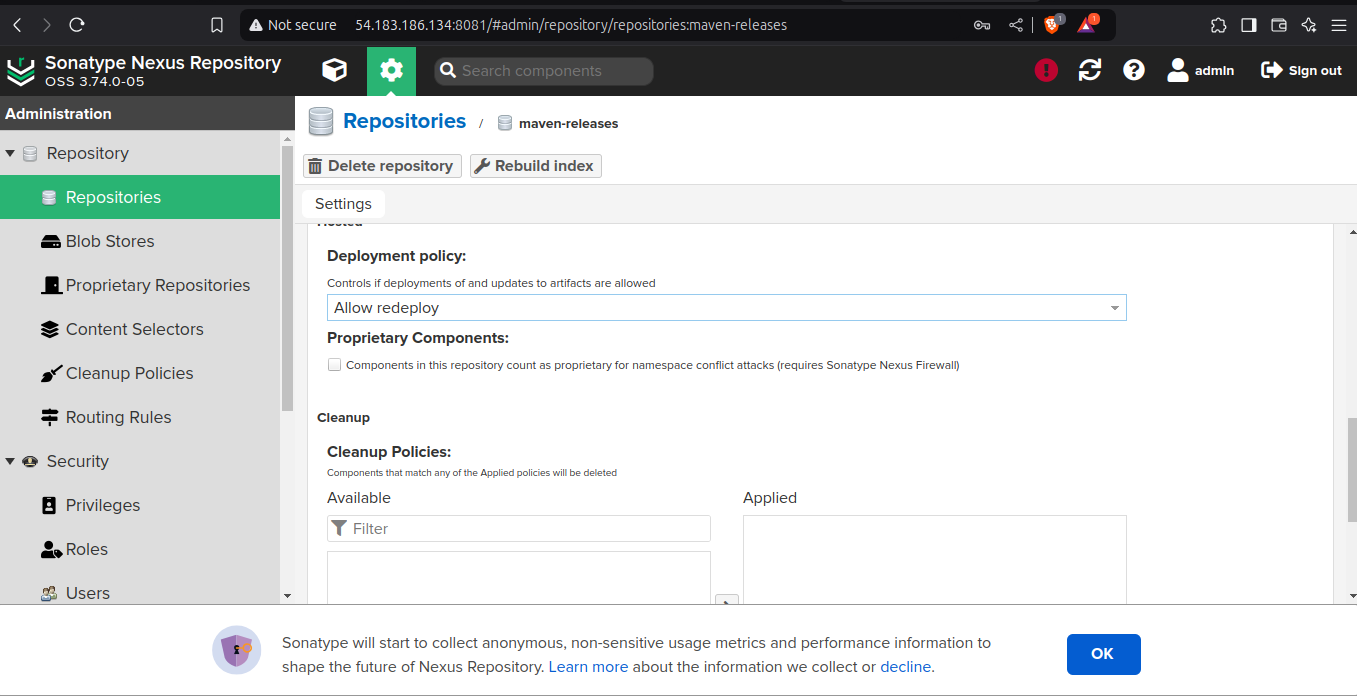 Not secure 54.183.186.134:8081/#admin/repository/repositories:maven-releases 1 1
Sonatype Nexus Repository
OSS 3.74.0-05
Search components
admin Sign out
Administration
Repositories / maven-releases
Repository
Delete repository Rebuild index
Repositories
Settings
Hosted
Blob Stores
Deployment policy:
Proprietary Repositories
Controls if deployments of and updates to artifacts are allowed
Allow redeploy
Content Selectors
Proprietary Components:
Components in this repository count as proprietary for namespace conflict attacks (requires Sonatype Nexus Firewall)
Cleanup Policies
Routing Rules
Cleanup
Security
Cleanup Policies:
Components that match any of the Applied policies will be deleted
Privileges
Available Applied
Filter
Roles
Users
Sonatype will start to collect anonymous, non-sensitive usage metrics and performance information to
shape the future of Nexus Repository. Learn more about the information we collect or decline.
OK